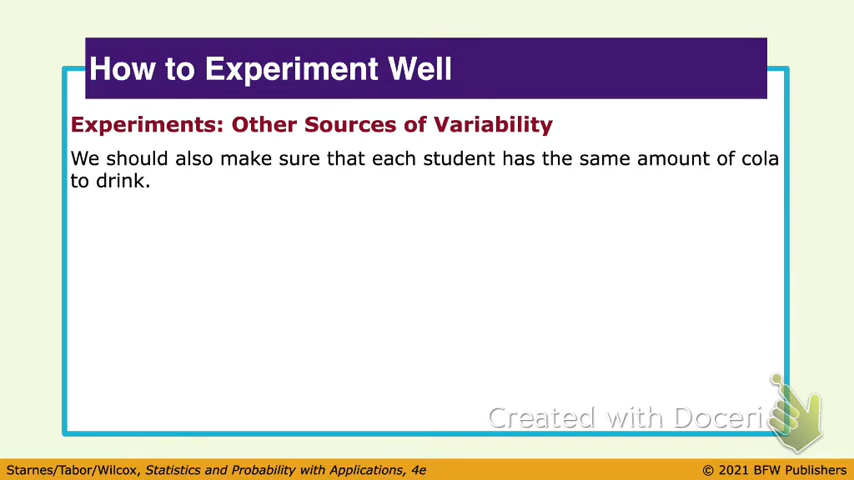 How to Experiment Well
Experiments: Other Sources of Variability
We should also make sure that each student has the same amount of cola
to drink.
Created with Doceri
Starnes/Tabor/Wilcox, Statistics and Probability with Applications, 4e
© 2021 BFW Publishers